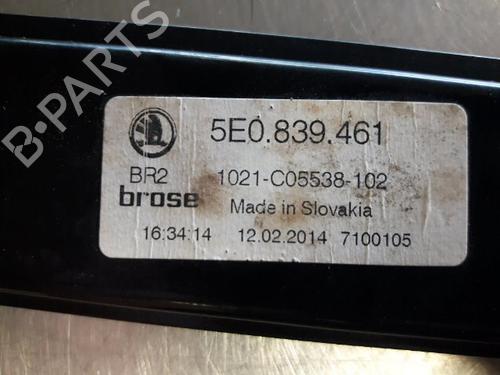 5E0.839.461
BR2
1021-C05538-102
brose
Made in Slovakia
16:34:14 12.02.2014 7100105
B-PARTS